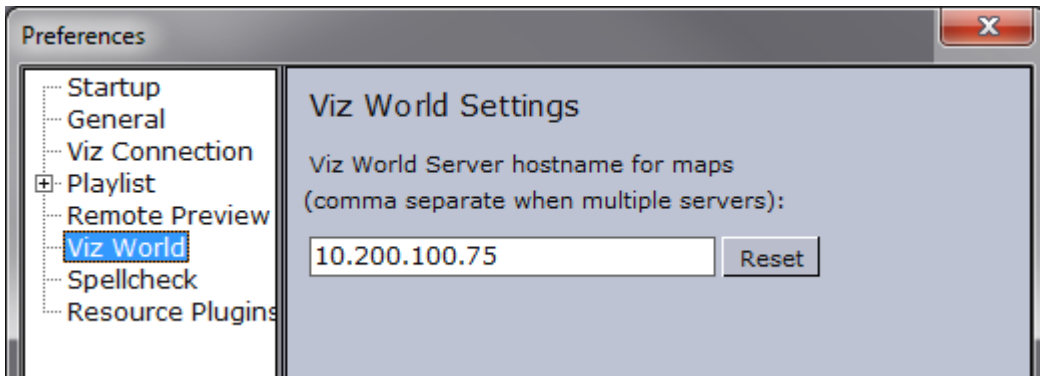 Preferences
Startup
General
Viz Connection
Playlist
Remote Preview
Viz World
Spellcheck
Resource Plugins
Viz World Settings
Viz World Server hostname for maps
(comma separate when multiple servers):
10.200.100.75
Reset